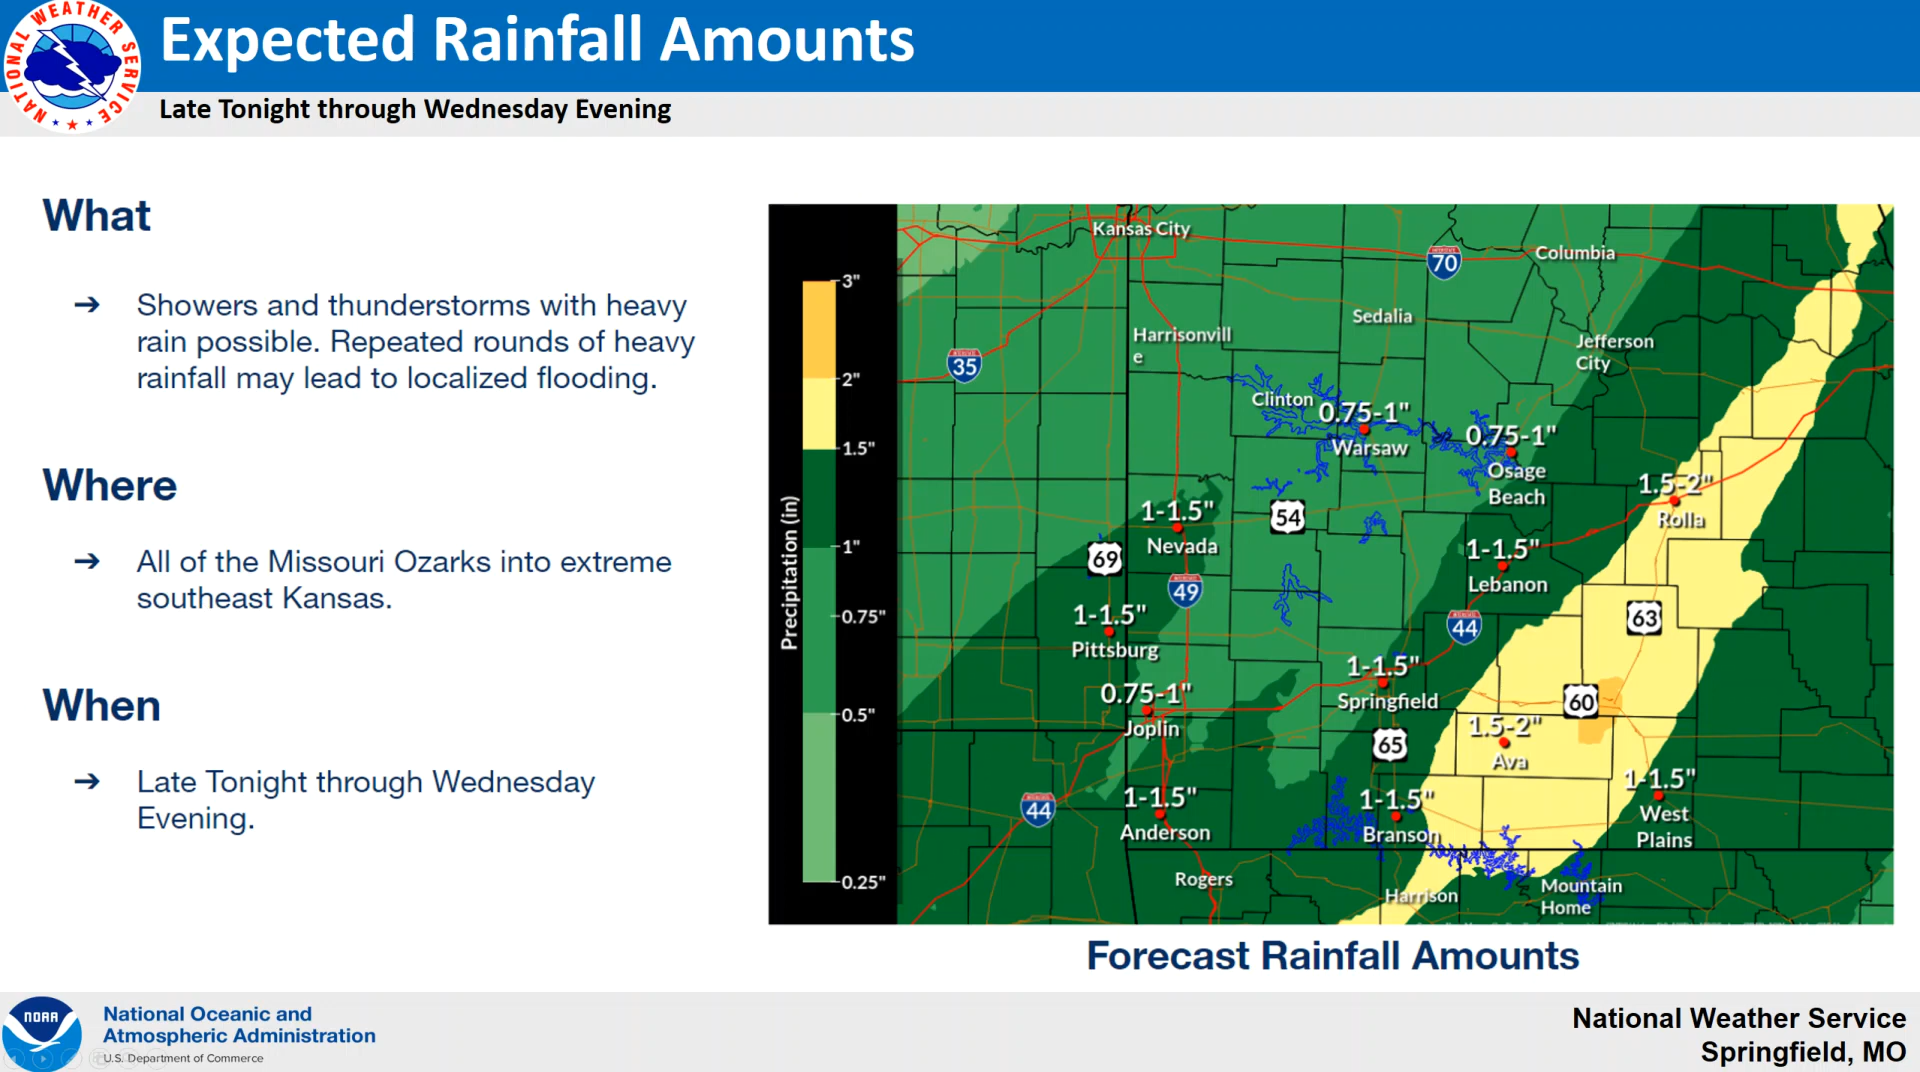 NATIONAL WEATHER SERVICE
Expected Rainfall Amounts
Late Tonight through Wednesday Evening
What
➔ Showers and thunderstorms with heavy
rain possible. Repeated rounds of heavy
rainfall may lead to localized flooding.
Where
➔ All of the Missouri Ozarks into extreme
southeast Kansas.
When
➔ Late Tonight through Wednesday
Evening.
Precipitation (in)
3"
2"
1.5"
1"
0.75"
0.5"
0.25"
Kansas City
INTERSTATE
70
Columbia
Sedalia
Harrisonvill
e
Jefferson
City
INTERSTATE
35
Clinton
0.75-1"
Warsaw
0.75-1"
Osage
Beach
1.5-2"
Rolla
1-1.5"
Nevada
54
69
1-1.5"
Lebanon
INTERSTATE
49
1-1.5"
Pittsburg
INTERSTATE
44
63
1-1.5"
Springfield
0.75-1"
Joplin
60
65
1.5-2"
Ava
INTERSTATE
44
1-1.5"
Anderson
1-1.5"
Branson
1-1.5"
West
Plains
Rogers
Harrison
Mountain
Home
Forecast Rainfall Amounts
NOAA
National Oceanic and
Atmospheric Administration
U.S. Department of Commerce
National Weather Service
Springfield, MO